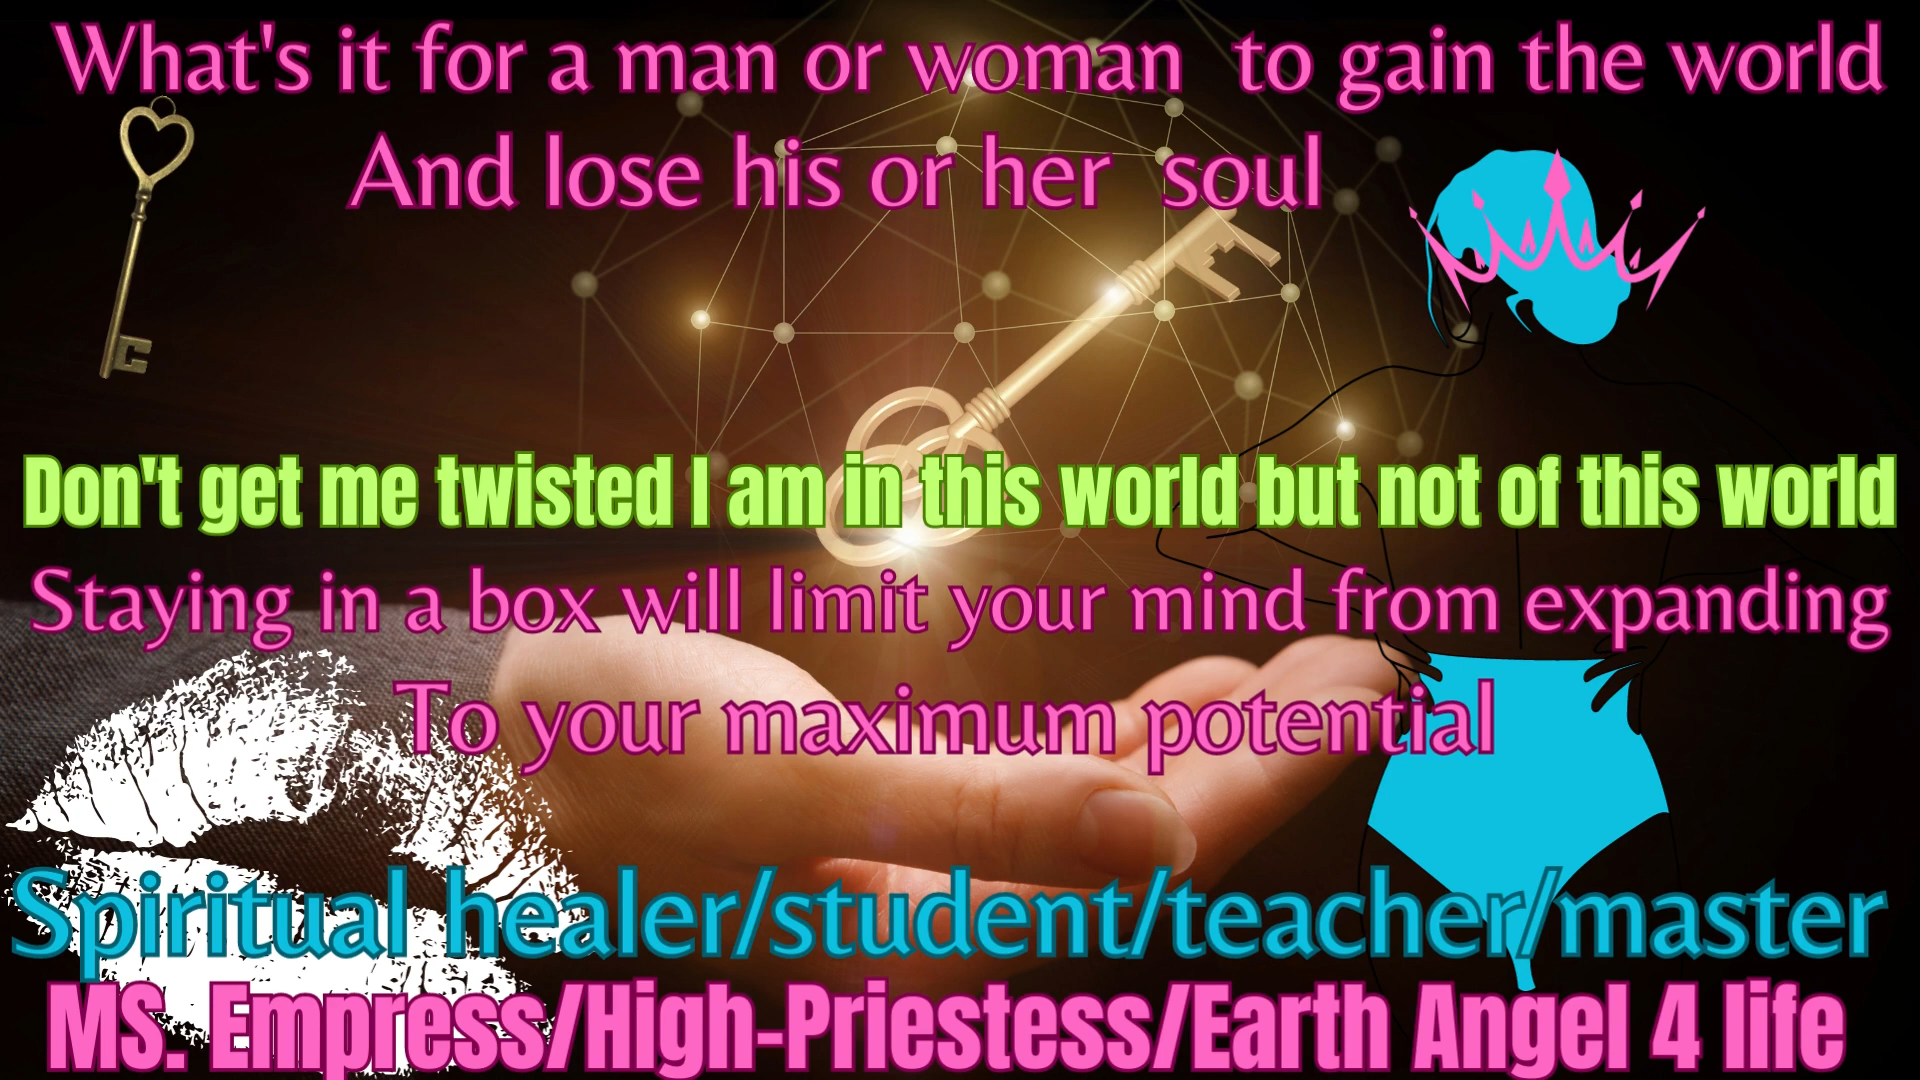 What's it for a man or woman to gain the world
And lose his or her soul
Don't get me twisted I am in this world but not of this world
Staying in a box will limit your mind from expanding
To your maximum potential
Spiritual healer/student/teacher/master
MS. Empress/High-Priestess/Earth Angel 4 life